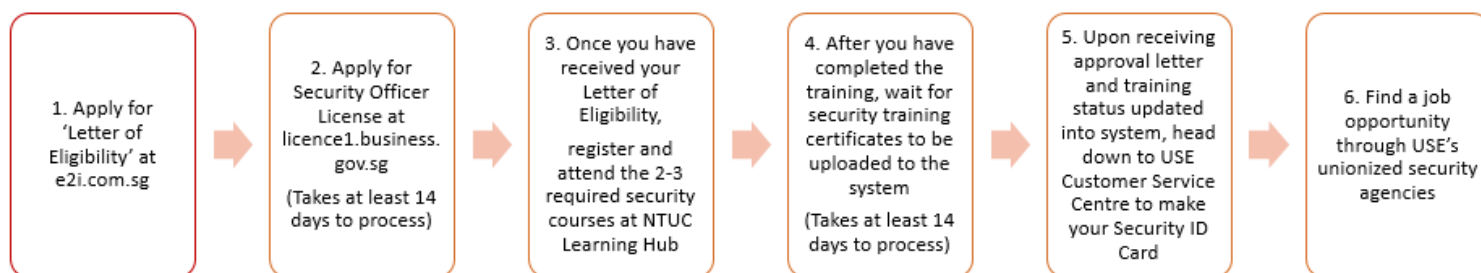 1. Apply for
‘Letter of
Eligibility’ at
e2i.com.sg
2. Apply for
Security Officer
License at
licence1.business.
gov.sg
(Takes at least 14
days to process)
3. Once you have
received your
Letter of
Eligibility,
register and
attend the 2-3
required security
courses at NTUC
Learning Hub
4. After you have
completed the
training, wait for
security training
certificates to be
uploaded to the
system
(Takes at least 14
days to process)
5. Upon receiving
approval letter
and training
status updated
into system, head
down to USE
Customer Service
Centre to make
your Security ID
Card
6. Find a job
opportunity
through USE’s
unionized security
agencies